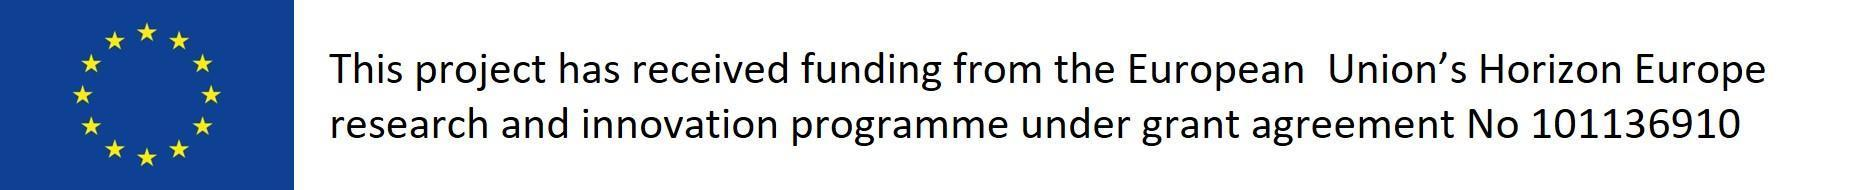 This project has received funding from the European  Union’s Horizon Europe
research and innovation programme under grant agreement No 101136910